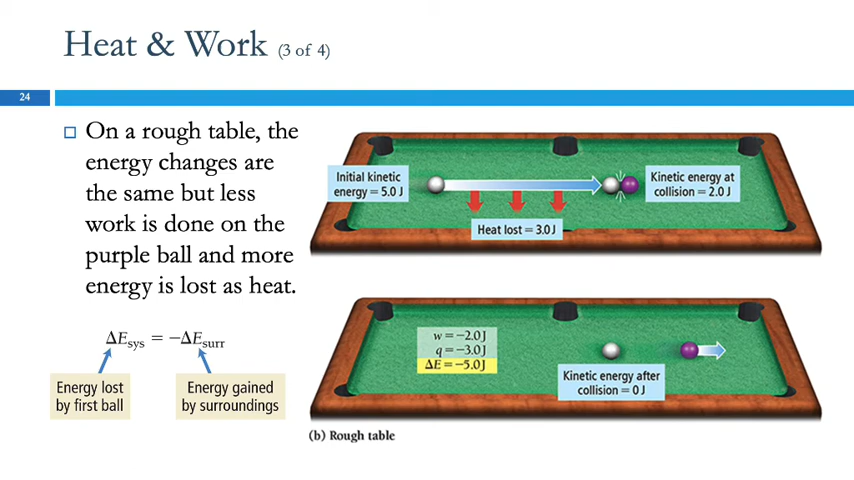 Heat & Work (3 of 4)
24
On a rough table, the
energy changes are
the same but less
work is done on the
purple ball and more
energy is lost as heat.
ΔEsys = −ΔEsurr
Energy lost
by first ball
Energy gained
by surroundings
Initial kinetic
energy = 5.0 J
Kinetic energy at
collision = 2.0 J
Heat lost = 3.0 J
w = −2.0 J
q = −3.0 J
ΔE = −5.0 J
Kinetic energy after
collision = 0 J
(b) Rough table